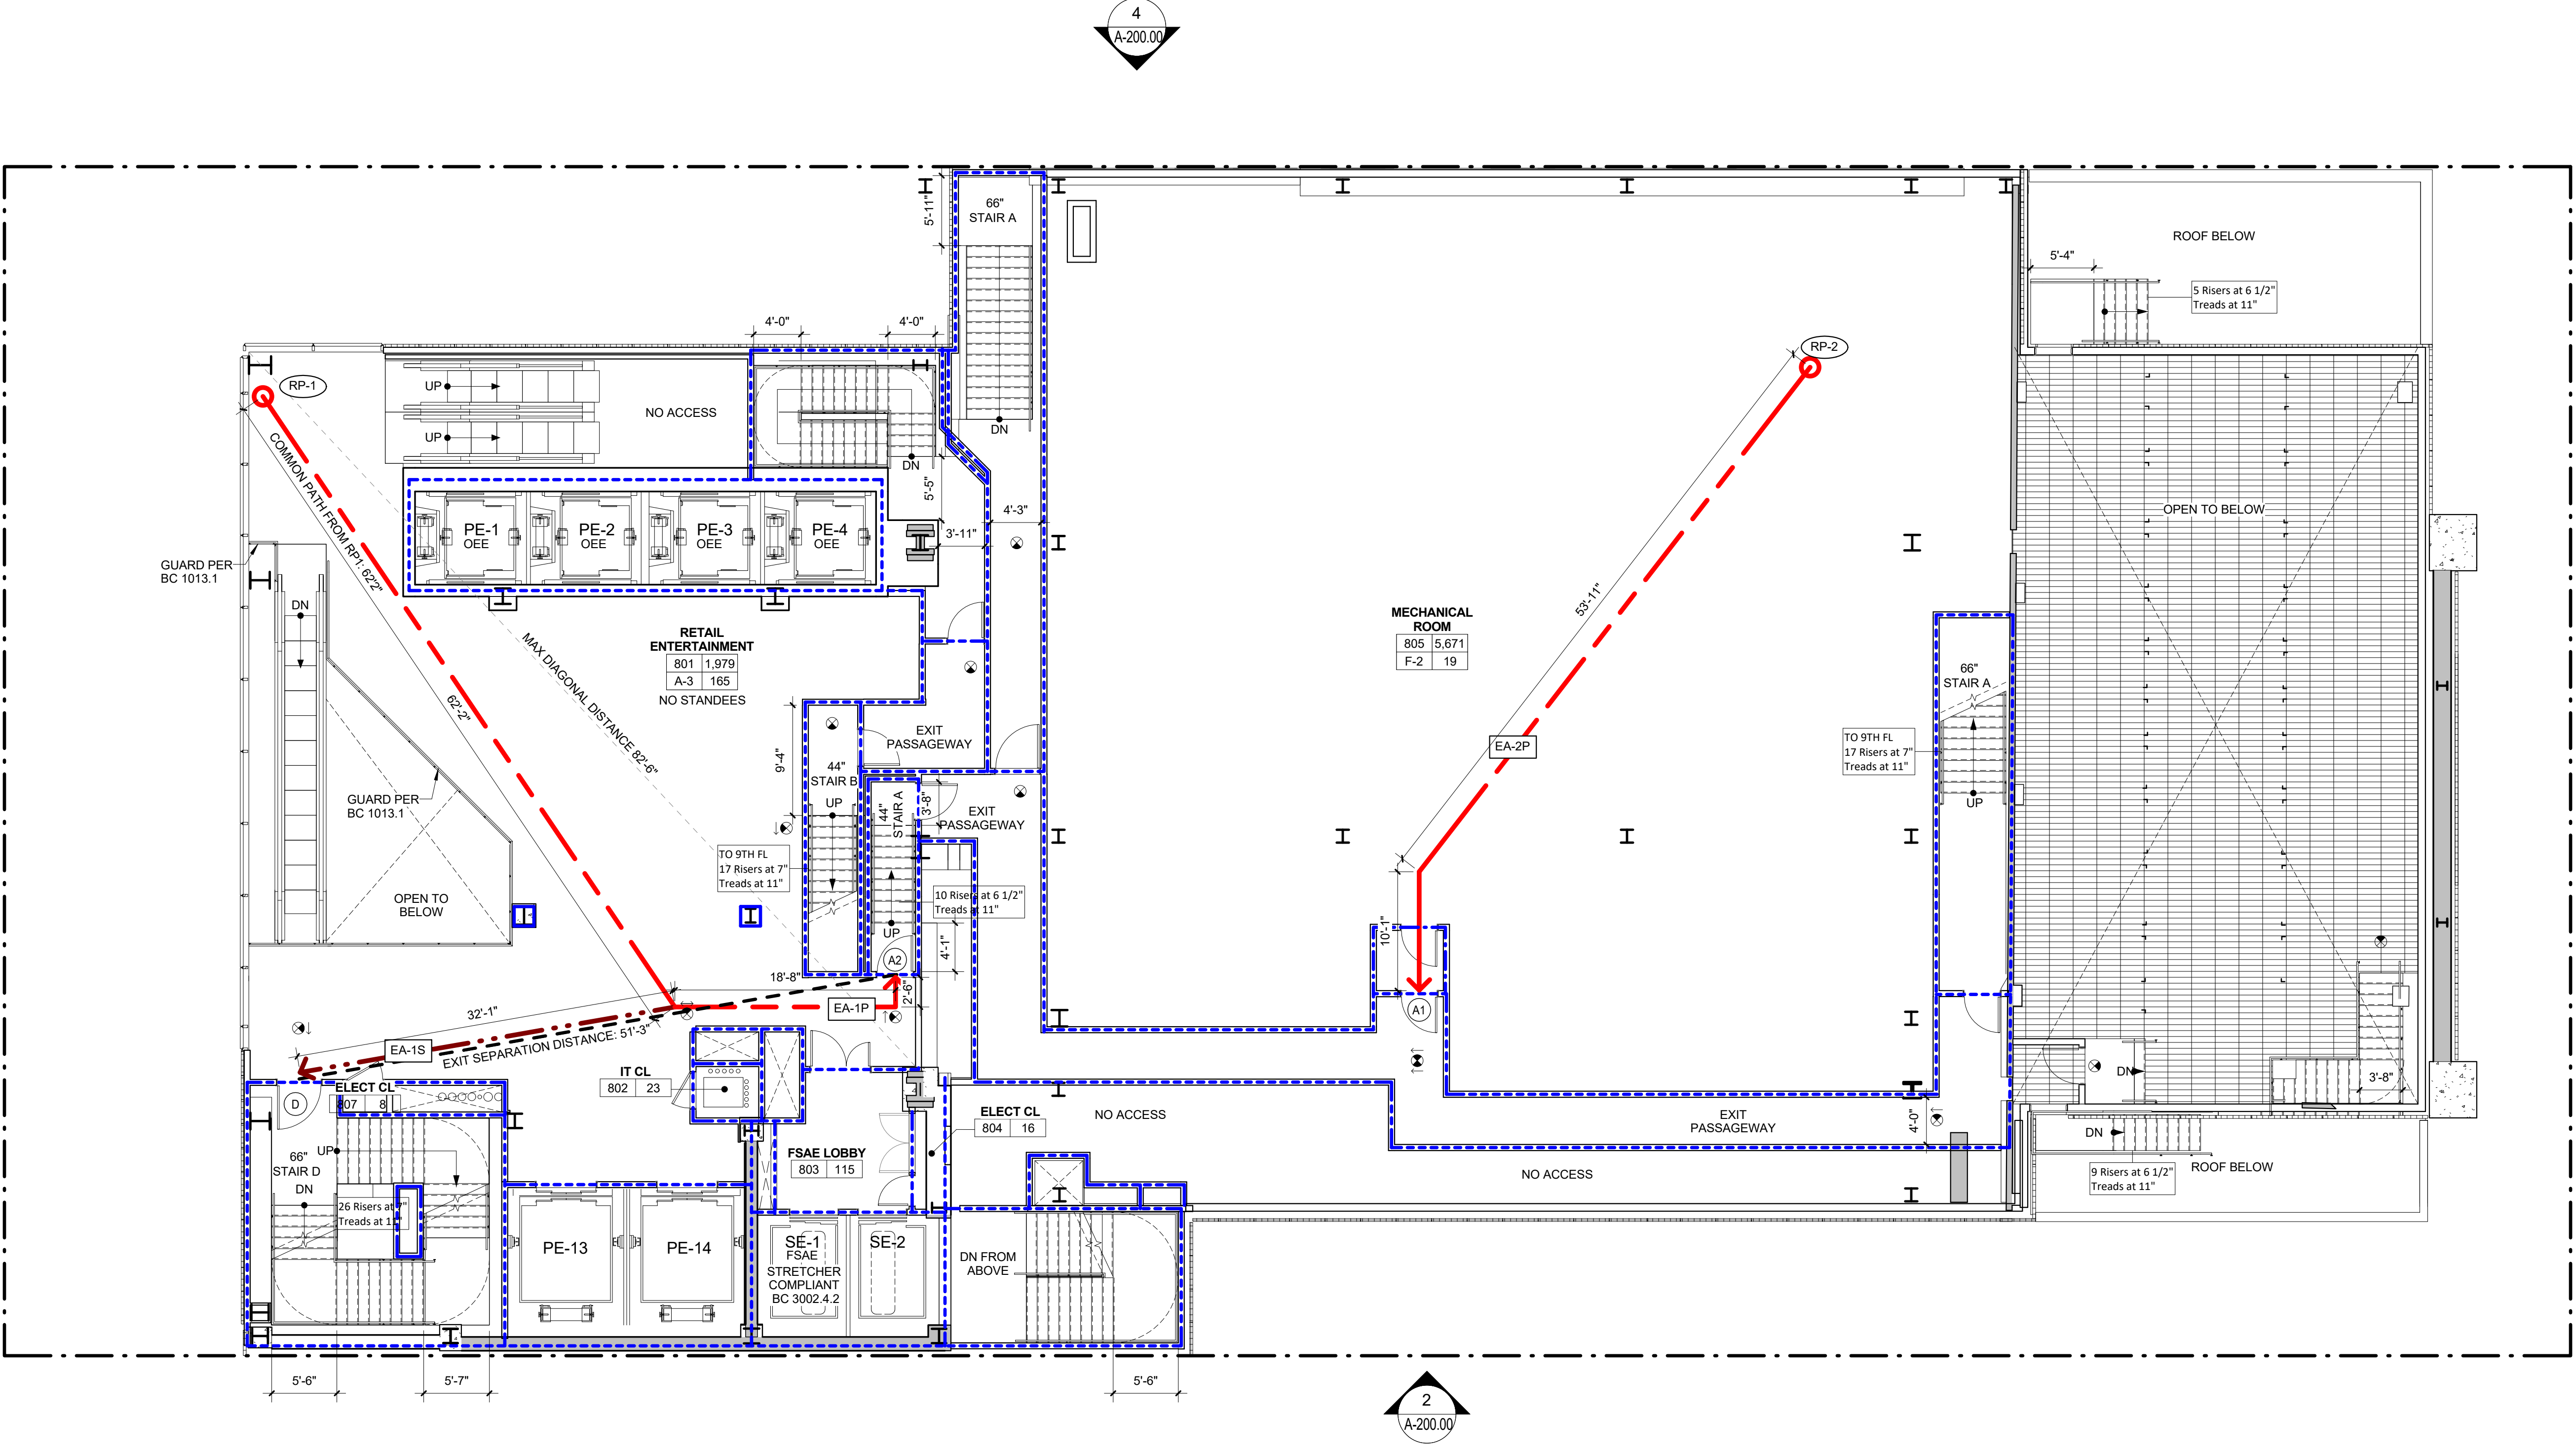 4
A-200.00
66"
STAIR A
5'-11"
ROOF BELOW
5'-4"
5 Risers at 6 1/2"
Treads at 11"
4'-0"
4'-0"
RP-2
RP-1
UP
UP
NO ACCESS
DN
DN
5'-5"
COMMON PATH FROM RP1: 62'2"
4'-3"
3'-11"
OPEN TO BELOW
PE-1
OEE
PE-2
OEE
PE-3
OEE
PE-4
OEE
GUARD PER
BC 1013.1
DN
53'-11"
MECHANICAL
ROOM
805 5,671
F-2 19
RETAIL
ENTERTAINMENT
801 1,979
A-3 165
NO STANDEES
MAX DIAGONAL DISTANCE 82'-6"
62'-2"
66"
STAIR A
EXIT
PASSAGEWAY
EA-2P
TO 9TH FL
17 Risers at 7"
Treads at 11"
UP
9'-4"
44"
STAIR B
UP
44"
STAIR A
3'-8"
EXIT
PASSAGEWAY
GUARD PER
BC 1013.1
TO 9TH FL
17 Risers at 7"
Treads at 11"
OPEN TO
BELOW
10 Risers at 6 1/2"
Treads at 11"
UP
4'-1"
10'-1"
A2
18'-8"
2'-6"
EA-1P
A1
32'-1"
EA-1S
EXIT SEPARATION DISTANCE: 51'-3"
ELECT CL
807 8
D
IT CL
802 23
DN
3'-8"
NO ACCESS
ELECT CL
804 16
EXIT
PASSAGEWAY
4'-0"
DN
UP
66"
STAIR D
DN
FSAE LOBBY
803 115
NO ACCESS
9 Risers at 6 1/2"
Treads at 11"
ROOF BELOW
26 Risers at 7"
Treads at 11"
PE-13
PE-14
SE-1
FSAE
STRETCHER
COMPLIANT
BC 3002.4.2
SE-2
DN FROM
ABOVE
5'-6"
5'-7"
5'-6"
2
A-200.00